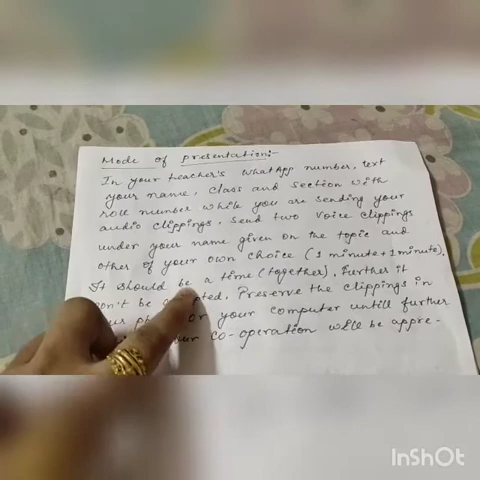 Mode of presentation:-
In your teacher's WhatApp number, text
your name, class and section with
roll number while you are sending your
audio clippings. Send two voice clippings
under your name given on the topic and
other of your own choice (1 minute+1minute).
It should be a time (together). Further it
won't be Preserve the clippings in
or your computer untill further
co-operation will be appre-
InShOt